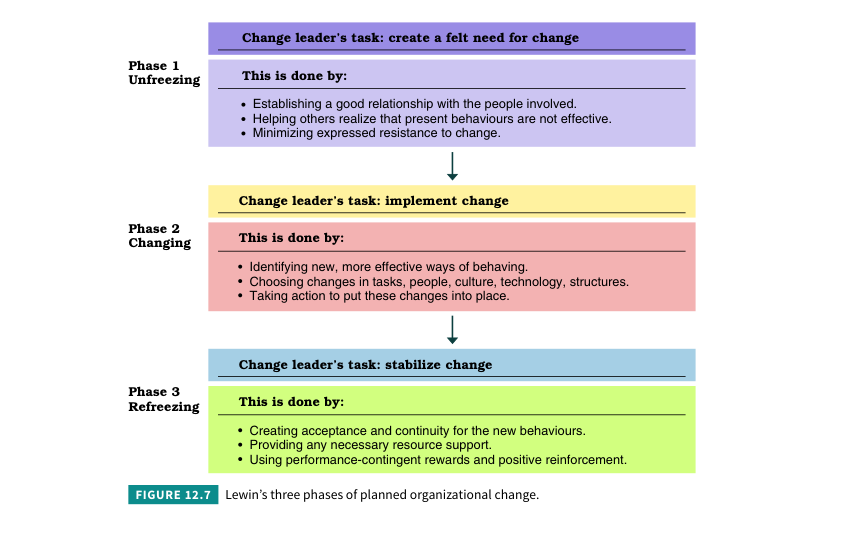 Change leader's task: create a felt need for change
Phase 1
Unfreezing
This is done by:
• Establishing a good relationship with the people involved.
• Helping others realize that present behaviours are not effective.
• Minimizing expressed resistance to change.
Change leader's task: implement change
Phase 2
Changing
This is done by:
• Identifying new, more effective ways of behaving.
• Choosing changes in tasks, people, culture, technology, structures.
• Taking action to put these changes into place.
Change leader's task: stabilize change
Phase 3
Refreezing
This is done by:
• Creating acceptance and continuity for the new behaviours.
• Providing any necessary resource support.
• Using performance-contingent rewards and positive reinforcement.
FIGURE 12.7 Lewin's three phases of planned organizational change.